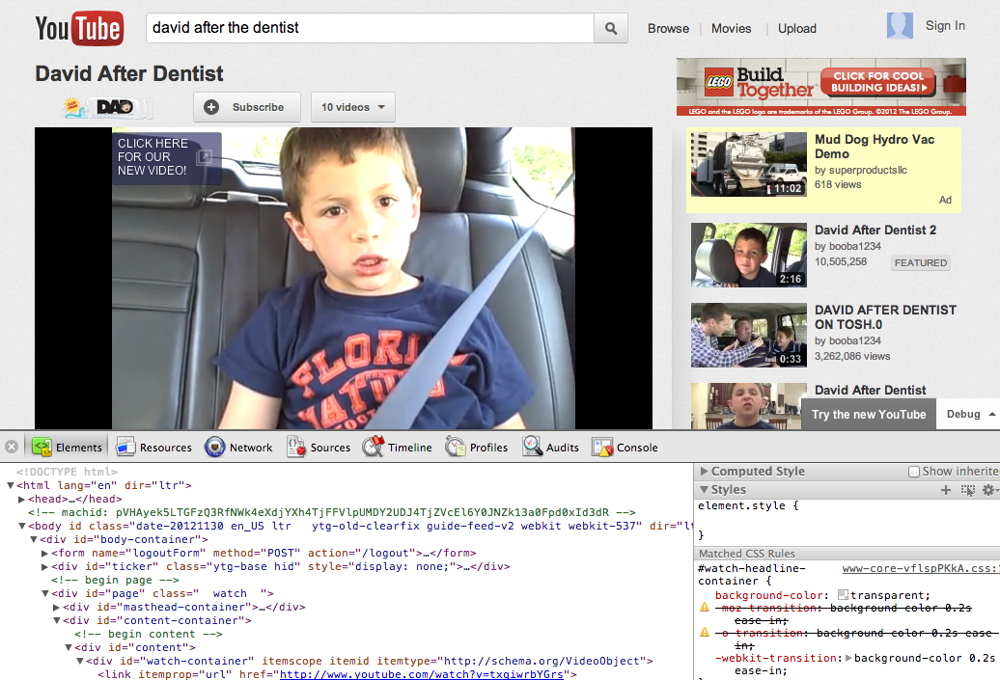 YouTube
david after the dentist
Browse
Movies
Upload
Sign In
David After Dentist
DAD
Subscribe
10 videos
LEGO
Build
Together
CLICK FOR COOL
BUILDING IDEAS!
LEGO and the LEGO logo are trademarks of the LEGO Group. ©2012 The LEGO Group.
CLICK HERE
FOR OUR
NEW VIDEO!
FLORI
NATU
11:02
Mud Dog Hydro Vac
Demo
by superproductsllc
618 views
Ad
2:16
David After Dentist 2
by booba1234
10,505,258
FEATURED
0:33
DAVID AFTER DENTIST
ON TOSH.0
by booba1234
3,262,086 views
David After Dentist
Try the new YouTube
Debug
Elements
Resources
Network
Sources
Timeline
Profiles
Audits
Console
<!DOCTYPE html>
<html lang="en" dir="ltr">
<head>…</head>
<!-- machid: pVHAyek5LTGFzQ3RfNWk4eXdjYXh4TjFFVlpUMDY2UDJ4TjZVcEl6Y0JNZk13a0Fpd0xId3dR -->
<body id class="date-20121130 en_US ltr   ytg-old-clearfix guide-feed-v2 webkit webkit-537" dir="lt
<div id="body-container">
<form name="logoutForm" method="POST" action="/logout">…</form>
<div id="ticker" class="ytg-base hid" style="display: none;">…</div>
<!-- begin page -->
<div id="page" class="  watch  ">
<div id="masthead-container">…</div>
<div id="content-container">
<!-- begin content -->
<div id="content">
<div id="watch-container" itemscope itemid itemtype="http://schema.org/VideoObject">
<link itemprop="url" href="http://www.youtube.com/watch?v=txqiwrbYGrs">
Computed Style
Show inherite
Styles
element.style {
}
Matched CSS Rules
#watch-headline-
container {
www-core-vflspPKkA.css:1
background-color: transparent;
-moz-transition: background-color 0.2s
ease-in;
-o-transition: background-color 0.2s ease-
in;
-webkit-transition: background-color 0.2s
ease-in;
}